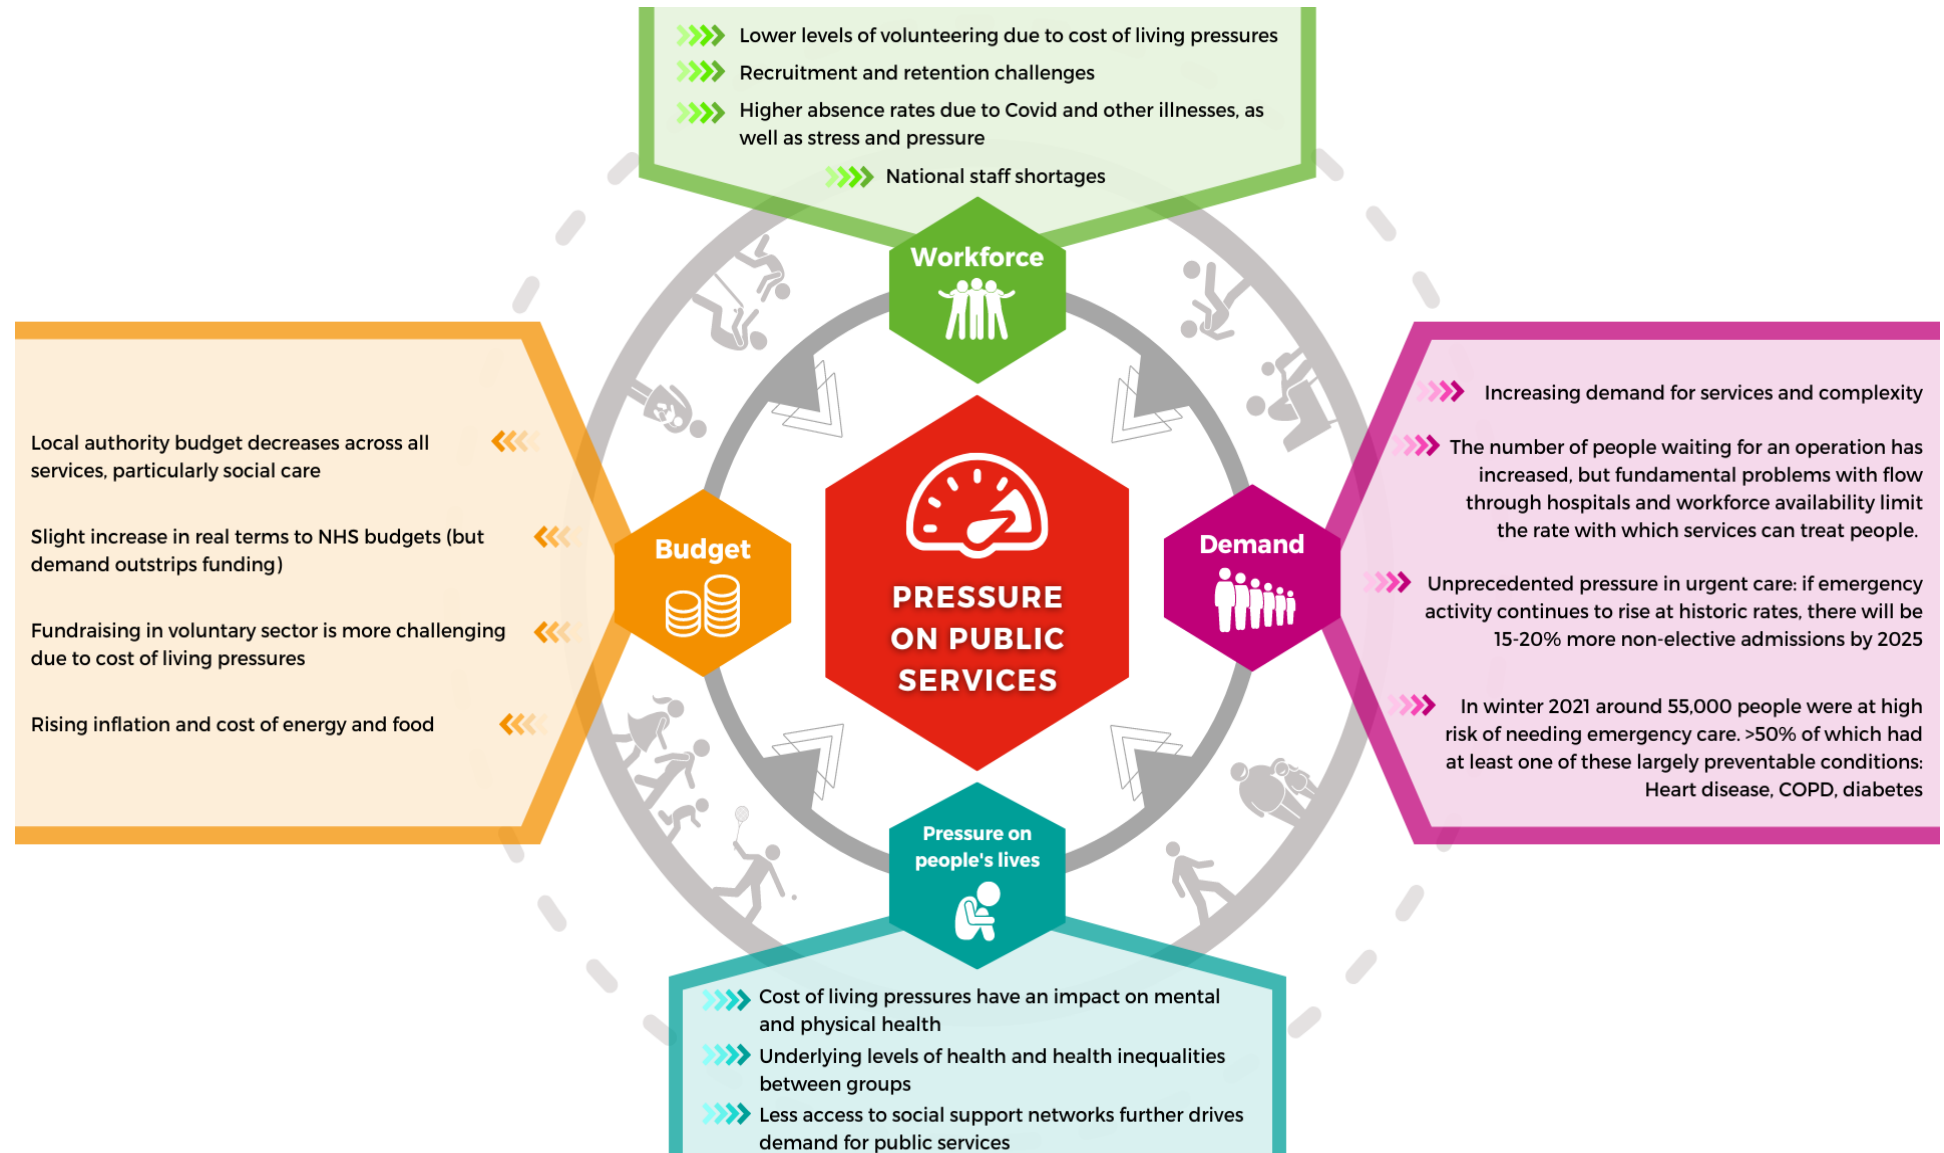 Lower levels of volunteering due to cost of living pressures
Recruitment and retention challenges
Higher absence rates due to Covid and other illnesses, as
well as stress and pressure
National staff shortages
Workforce
Local authority budget decreases across all
services, particularly social care
Slight increase in real terms to NHS budgets (but
demand outstrips funding)
Fundraising in voluntary sector is more challenging
due to cost of living pressures
Rising inflation and cost of energy and food
Budget
PRESSURE
ON PUBLIC
SERVICES
Demand
Increasing demand for services and complexity
The number of people waiting for an operation has
increased, but fundamental problems with flow
through hospitals and workforce availability limit
the rate with which services can treat people.
Unprecedented pressure in urgent care: if emergency
activity continues to rise at historic rates, there will be
15-20% more non-elective admissions by 2025
In winter 2021 around 55,000 people were at high
risk of needing emergency care. >50% of which had
at least one of these largely preventable conditions:
Heart disease, COPD, diabetes
Pressure on
people's lives
Cost of living pressures have an impact on mental
and physical health
Underlying levels of health and health inequalities
between groups
Less access to social support networks further drives
demand for public services